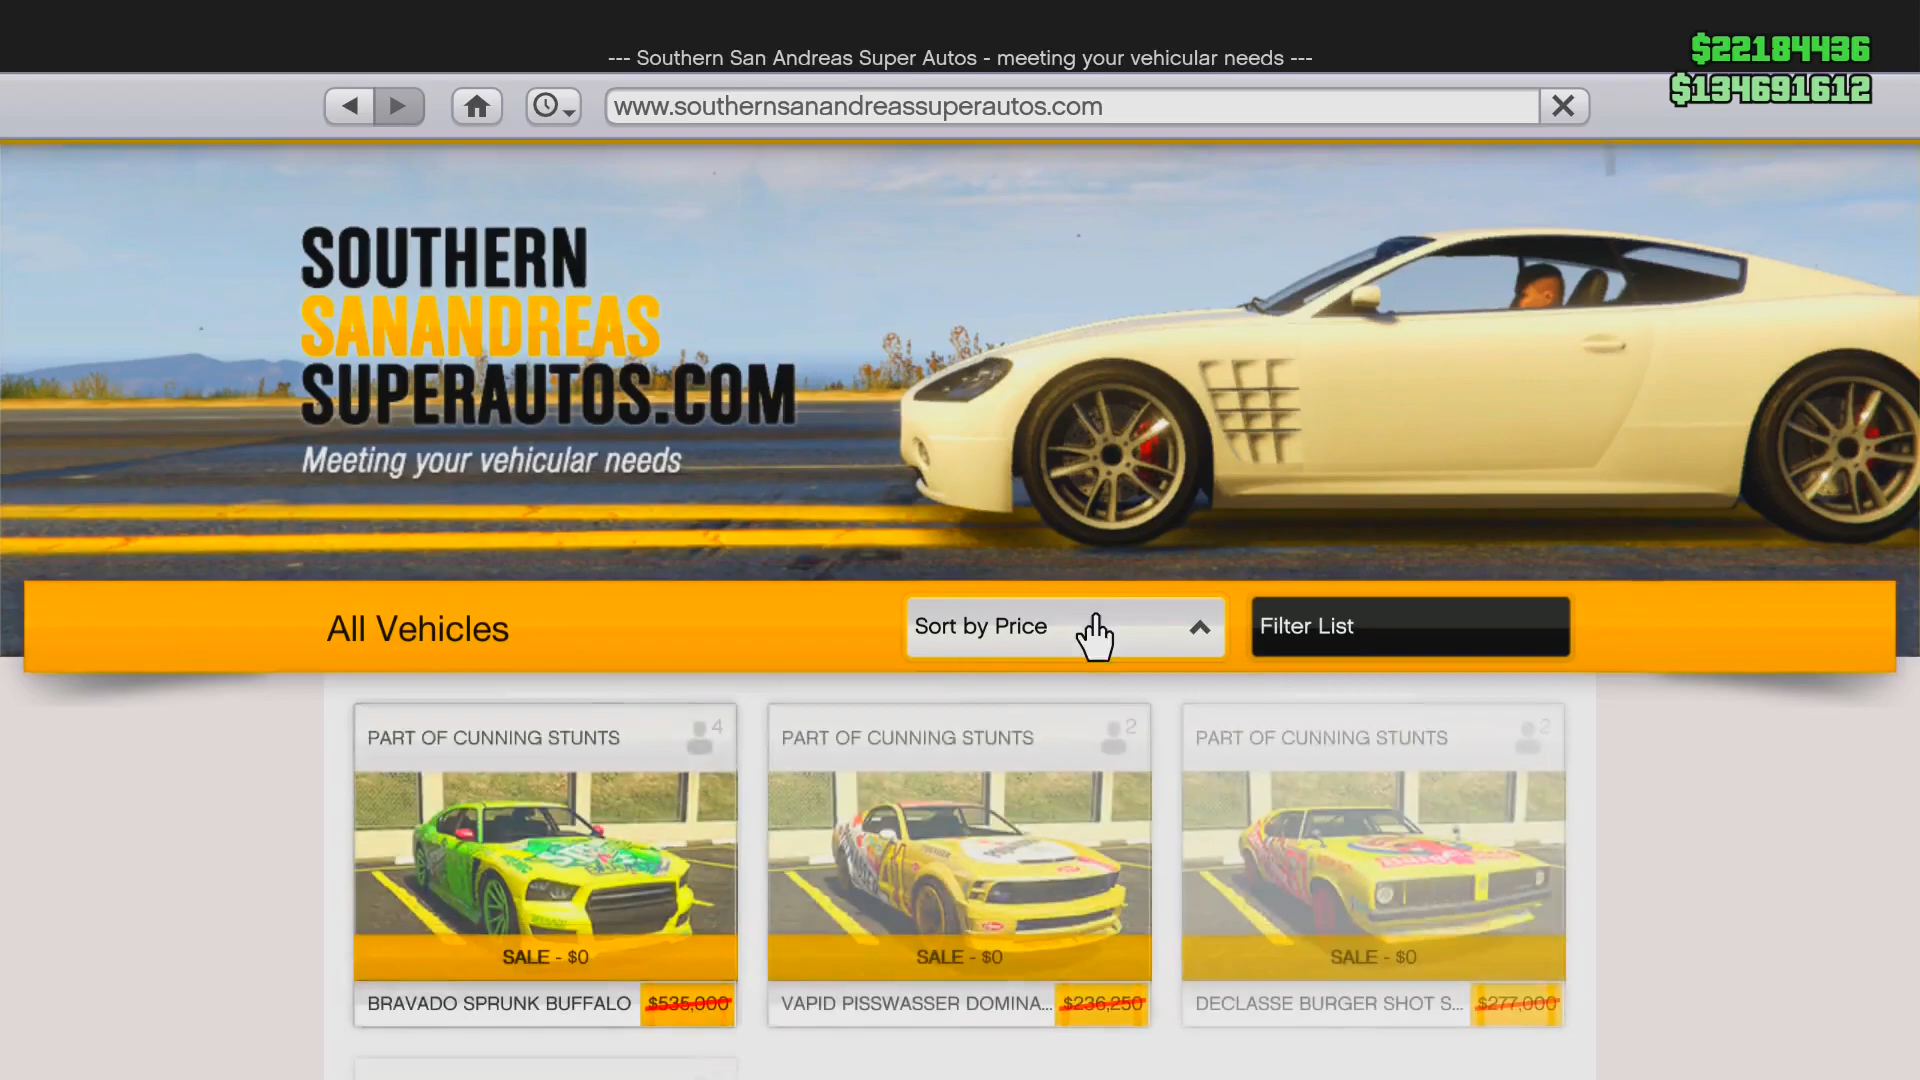 --- Southern San Andreas Super Autos - meeting your vehicular needs ---
$22184436
$134691612
www.southernsanandreassuperautos.com
SOUTHERN
SANANDREAS
SUPERAUTOS.COM
Meeting your vehicular needs
All Vehicles
Sort by Price
Filter List
PART OF CUNNING STUNTS
4
PART OF CUNNING STUNTS
2
PART OF CUNNING STUNTS
2
41
SALE - $0
SALE - $0
SALE - $0
BRAVADO SPRUNK BUFFALO
$535,000
VAPID PISSWASSER DOMINA...
$236,250
DECLASSE BURGER SHOT S...
$277,000